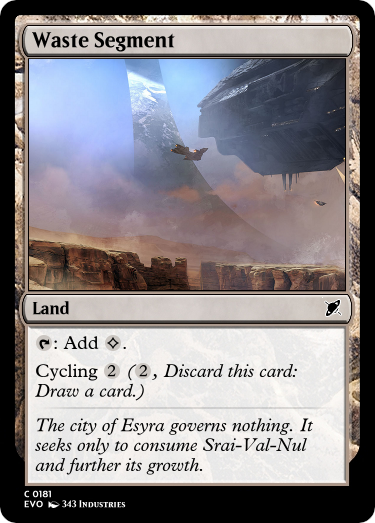 Waste Segment
Land
: Add .
Cycling 2 (2, Discard this card:
Draw a card.)
The city of Esyra governs nothing. It
seeks only to consume Srai-Val-Nul
and further its growth.
C 0181
EVO 343 Industries